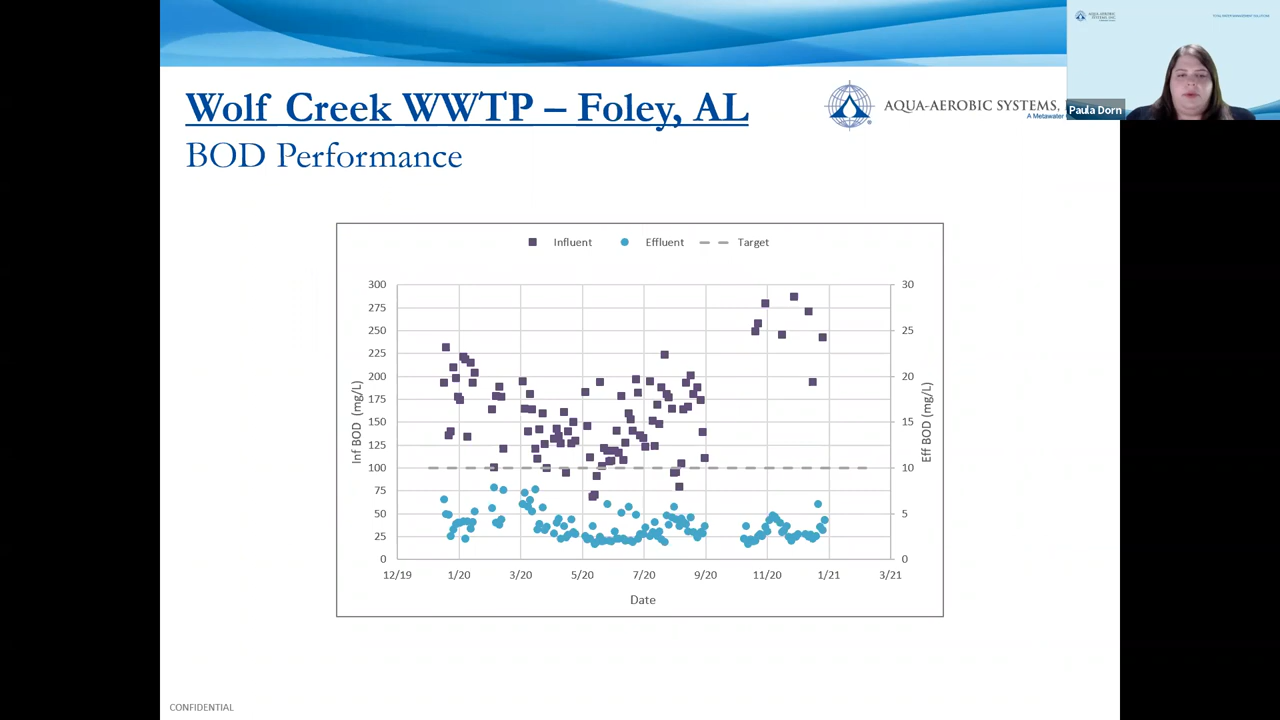 Wolf Creek WWTP – Foley, AL
BOD Performance
AQUA-AEROBIC SYSTEMS,
A Metawater
Paula Dorn
Influent
Effluent
Target
300
275
250
225
200
175
150
125
100
75
50
25
0
Inf BOD (mg/L)
30
25
20
15
10
5
0
Eff BOD (mg/L)
12/19 1/20 3/20 5/20 7/20 9/20 11/20 1/21 3/21
Date
CONFIDENTIAL